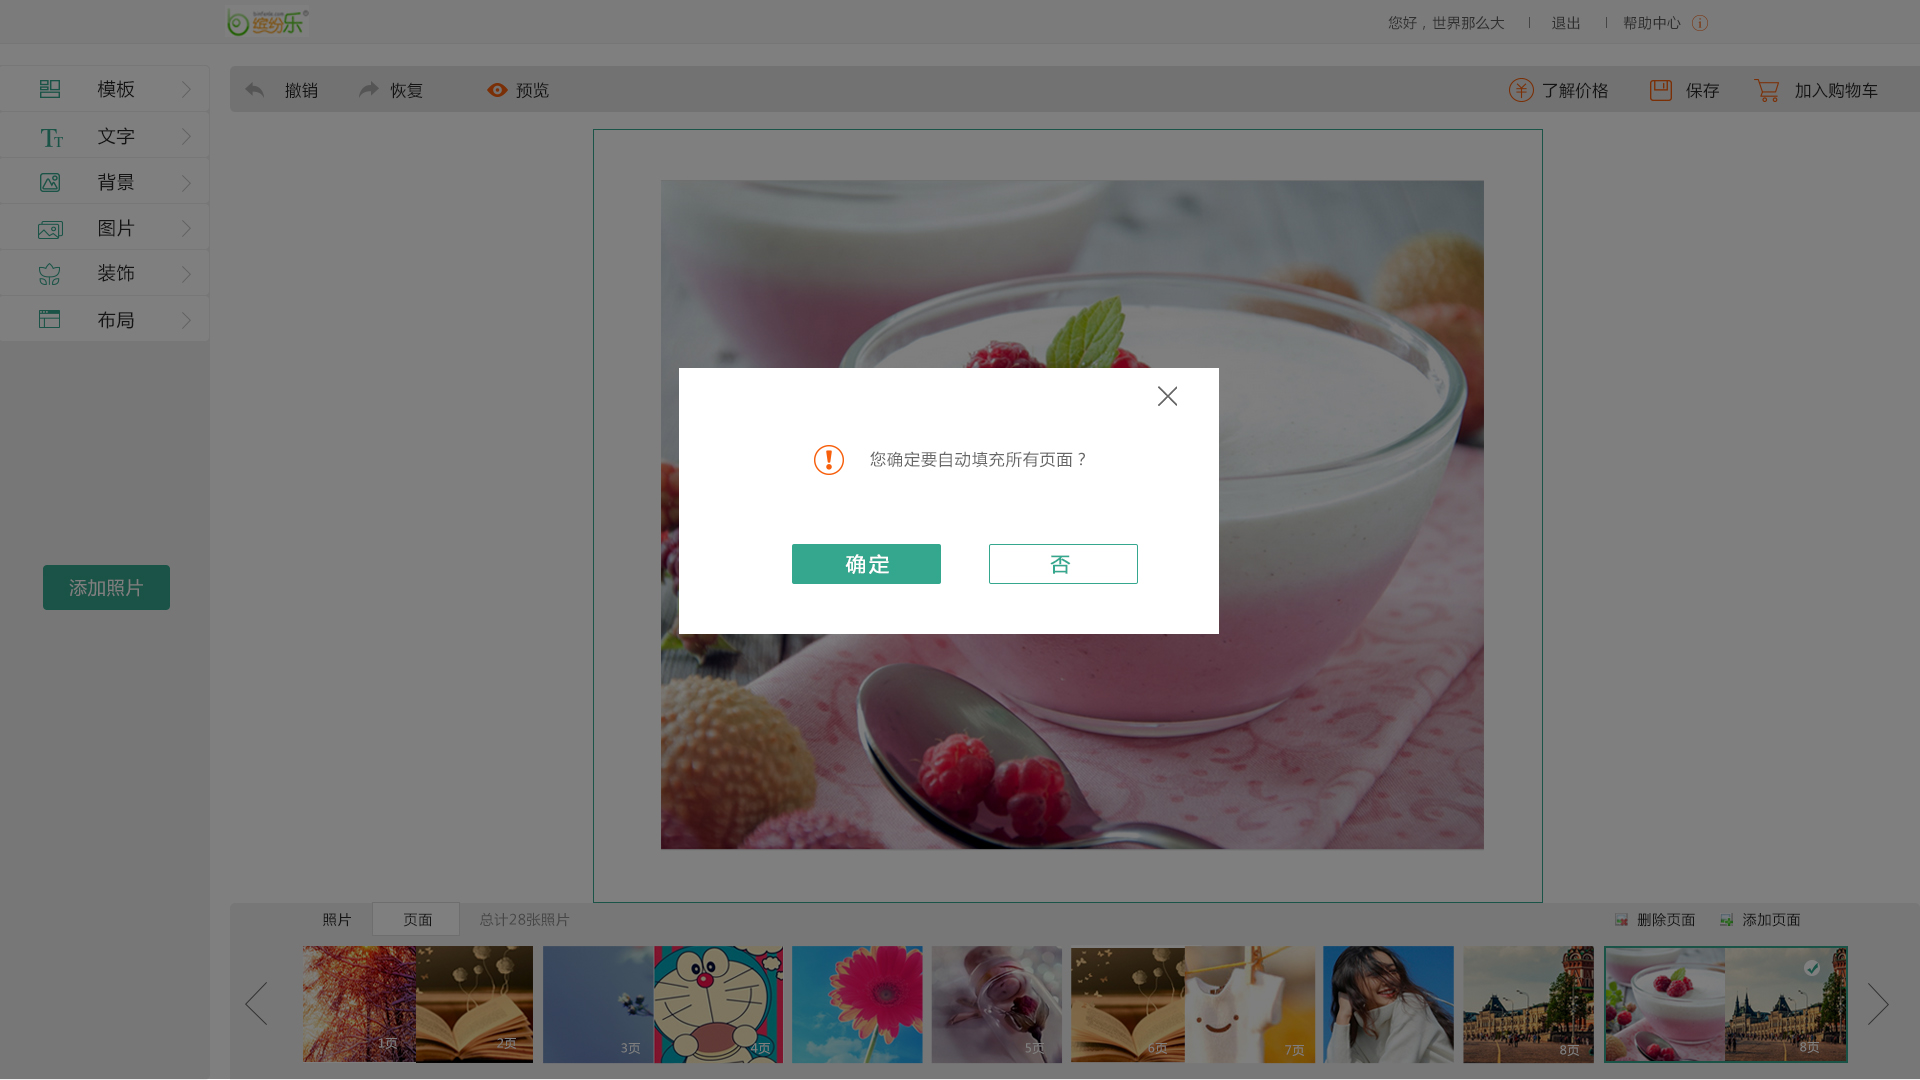 缤纷乐
您好，世界那么大
退出
帮助中心
模板
文字
背景
图片
装饰
布局
添加照片
撤销
恢复
预览
了解价格
保存
加入购物车
您确定要自动填充所有页面？
确定
否
照片
页面
总计28张照片
删除页面
添加页面
1页
2页
3页
4页
5页
6页
7页
8页
8页